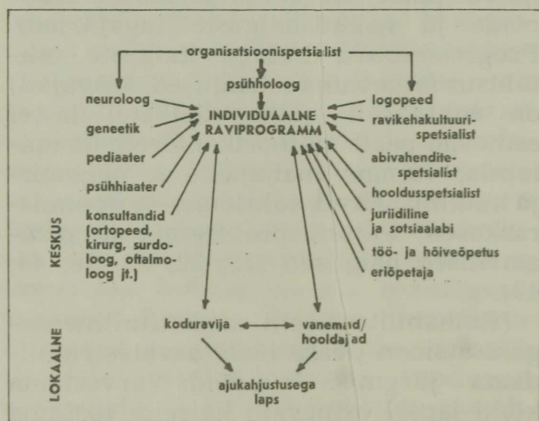 organisatsioonispetsialist
psühholoog
neuroloog
geneetik
pediaater
psühhiaater
konsultandid
(ortopeed,
kirurg, surdo-
loog, oftalmo-
loog jt.)
INDIVIDUAALNE
RAVIPROGRAMM
logopeed
ravikehakultuuri-
spetsialist
abivahendite-
spetsialist
hooldusspetsialist
juriidiline
ja sotsiaalabi
töö- ja hõiveõpetus
eriõpetaja
KESKUS
koduravija
vanemad/
hooldajad
ajukahjustusega
laps
LOKAALNE